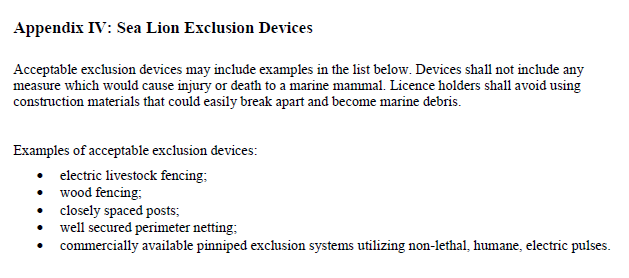 Appendix IV: Sea Lion Exclusion Devices
Acceptable exclusion devices may include examples in the list below. Devices shall not include any
measure which would cause injury or death to a marine mammal. Licence holders shall avoid using
construction materials that could easily break apart and become marine debris.
Examples of acceptable exclusion devices:
• electric livestock fencing;
• wood fencing;
• closely spaced posts;
• well secured perimeter netting;
• commercially available pinniped exclusion systems utilizing non-lethal, humane, electric pulses.